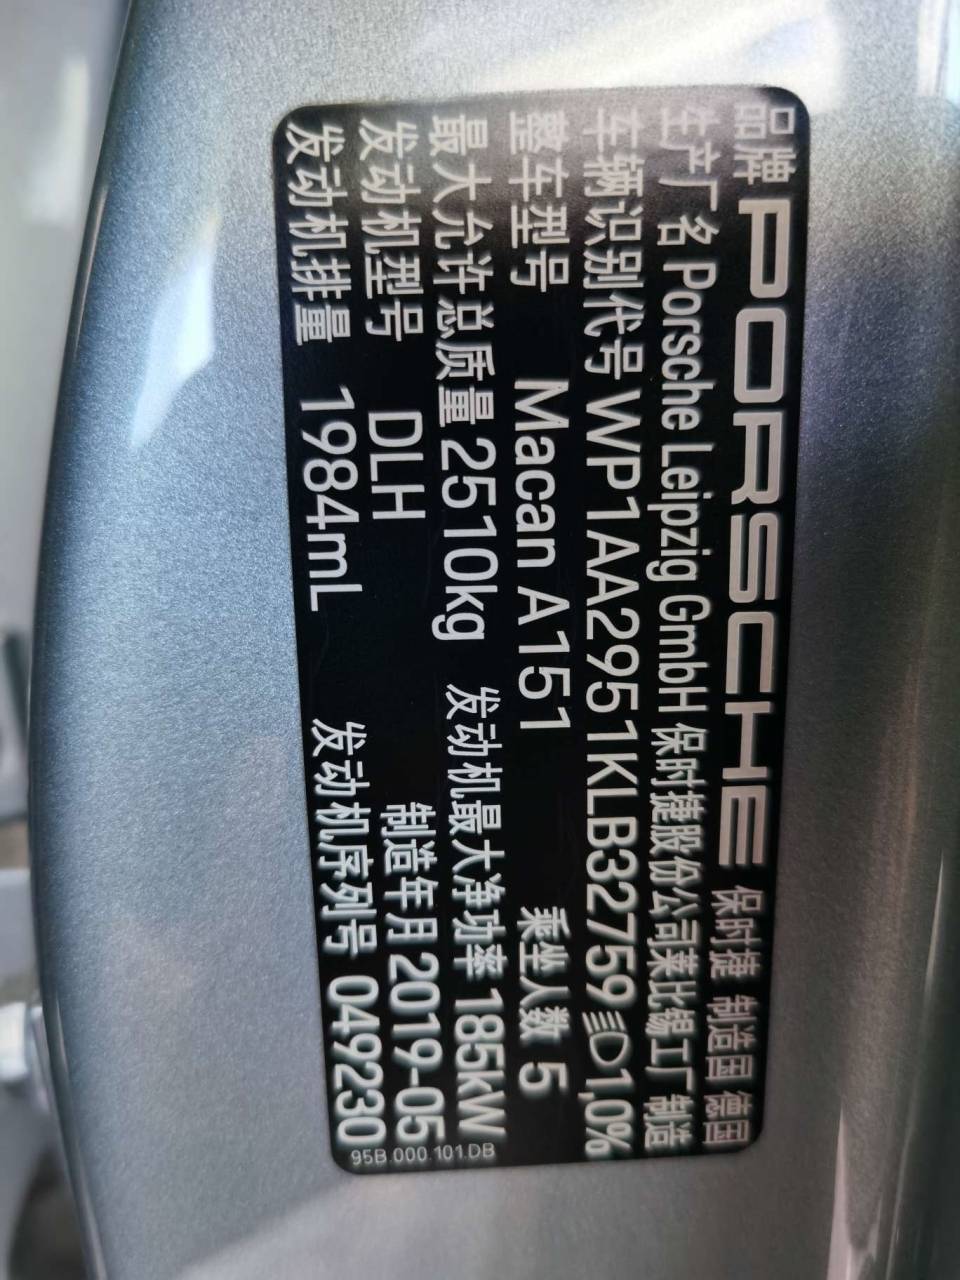 品牌 PORSCHE 保时捷 制造国 德国
生产厂名 Porsche Leipzig GmbH 保时捷股份公司莱比锡工厂 制造
车辆识别代号 WP1AA2951KLB32759 1,0%
整车型号 Macan A151 乘坐人数 5
最大允许总质量 2510kg 发动机最大净功率 185kW
发动机型号 DLH 制造年月 2019-05
发动机排量 1984mL 发动机序列号 049230
95B.000.101.DB